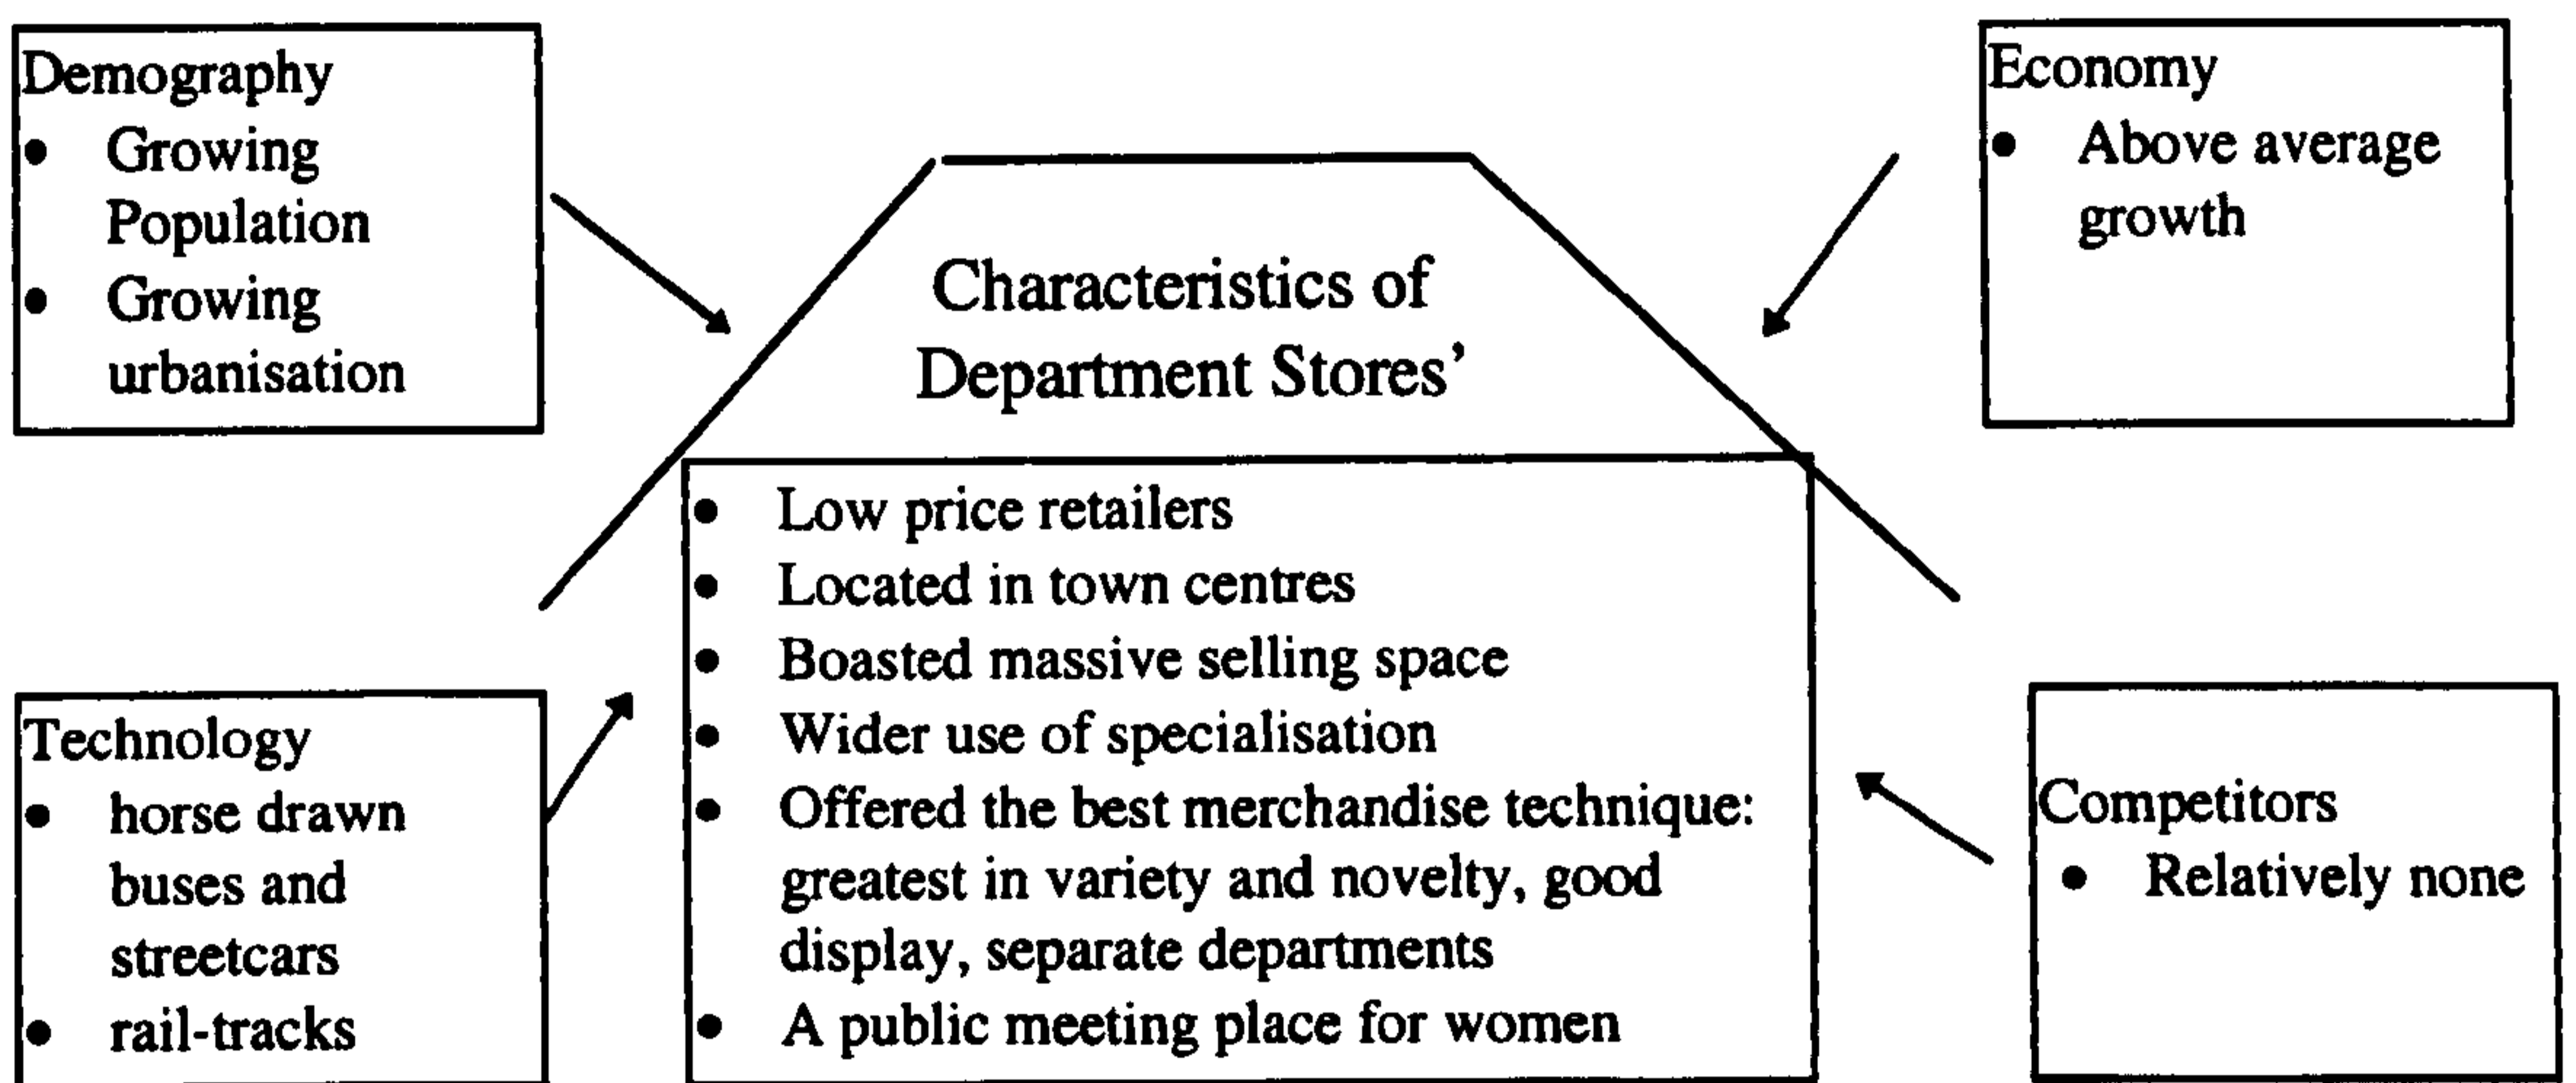 Demography
• Growing
Population
• Growing
urbanisation
Economy
• Above average
growth
Characteristics of
Department Stores’
• Low price retailers
• Located in town centres
• Boasted massive selling space
• Wider use of specialisation
• Offered the best merchandise technique:
greatest in variety and novelty, good
display, separate departments
• A public meeting place for women
Technology
• horse drawn
buses and
streetcars
• rail-tracks
Competitors
• Relatively none